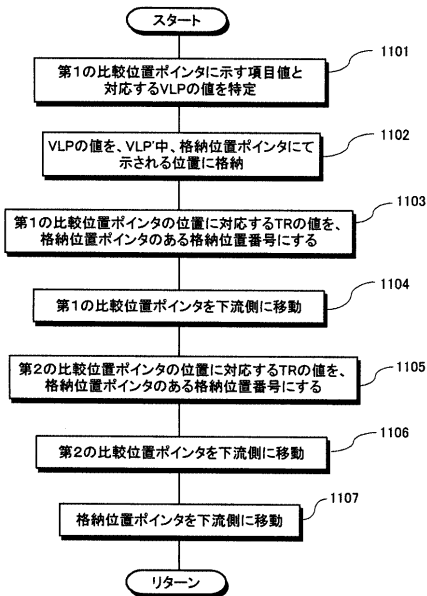 スタート
1101
第1の比較位置ポインタに示す項目値と
対応するVLPの値を特定
1102
VLPの値を、VLP'中、格納位置ポインタにて
示される位置に格納
1103
第1の比較位置ポインタの位置に対応するTRの値を、
格納位置ポインタのある格納位置番号にする
1104
第1の比較位置ポインタを下流側に移動
1105
第2の比較位置ポインタの位置に対応するTRの値を、
格納位置ポインタのある格納位置番号にする
1106
第2の比較位置ポインタを下流側に移動
1107
格納位置ポインタを下流側に移動
リターン